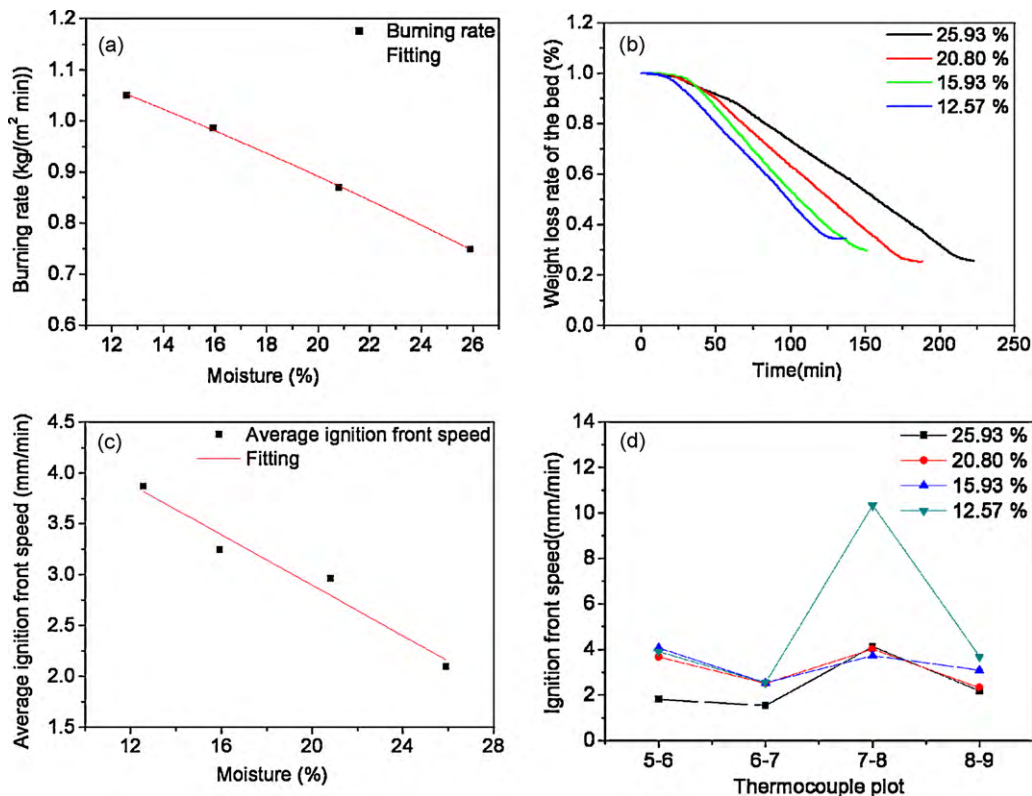 (a)
Burning rate
Fitting
Burning rate (kg/(m² min))
1.2
1.1
1.0
0.9
0.8
0.7
0.6
12 14 16 18 20 22 24 26
Moisture (%)
(b)
25.93 %
20.80 %
15.93 %
12.57 %
Weight loss rate of the bed (%)
1.2
1.0
0.8
0.6
0.4
0.2
0.0
0 50 100 150 200 250
Time(min)
(c)
Average ignition front speed
Fitting
Average ignition front speed (mm/min)
4.5
4.0
3.5
3.0
2.5
2.0
1.5
12 16 20 24 28
Moisture (%)
(d)
25.93 %
20.80 %
15.93 %
12.57 %
Ignition front speed(mm/min)
14
12
10
8
6
4
2
0
5-6 6-7 7-8 8-9
Thermocouple plot